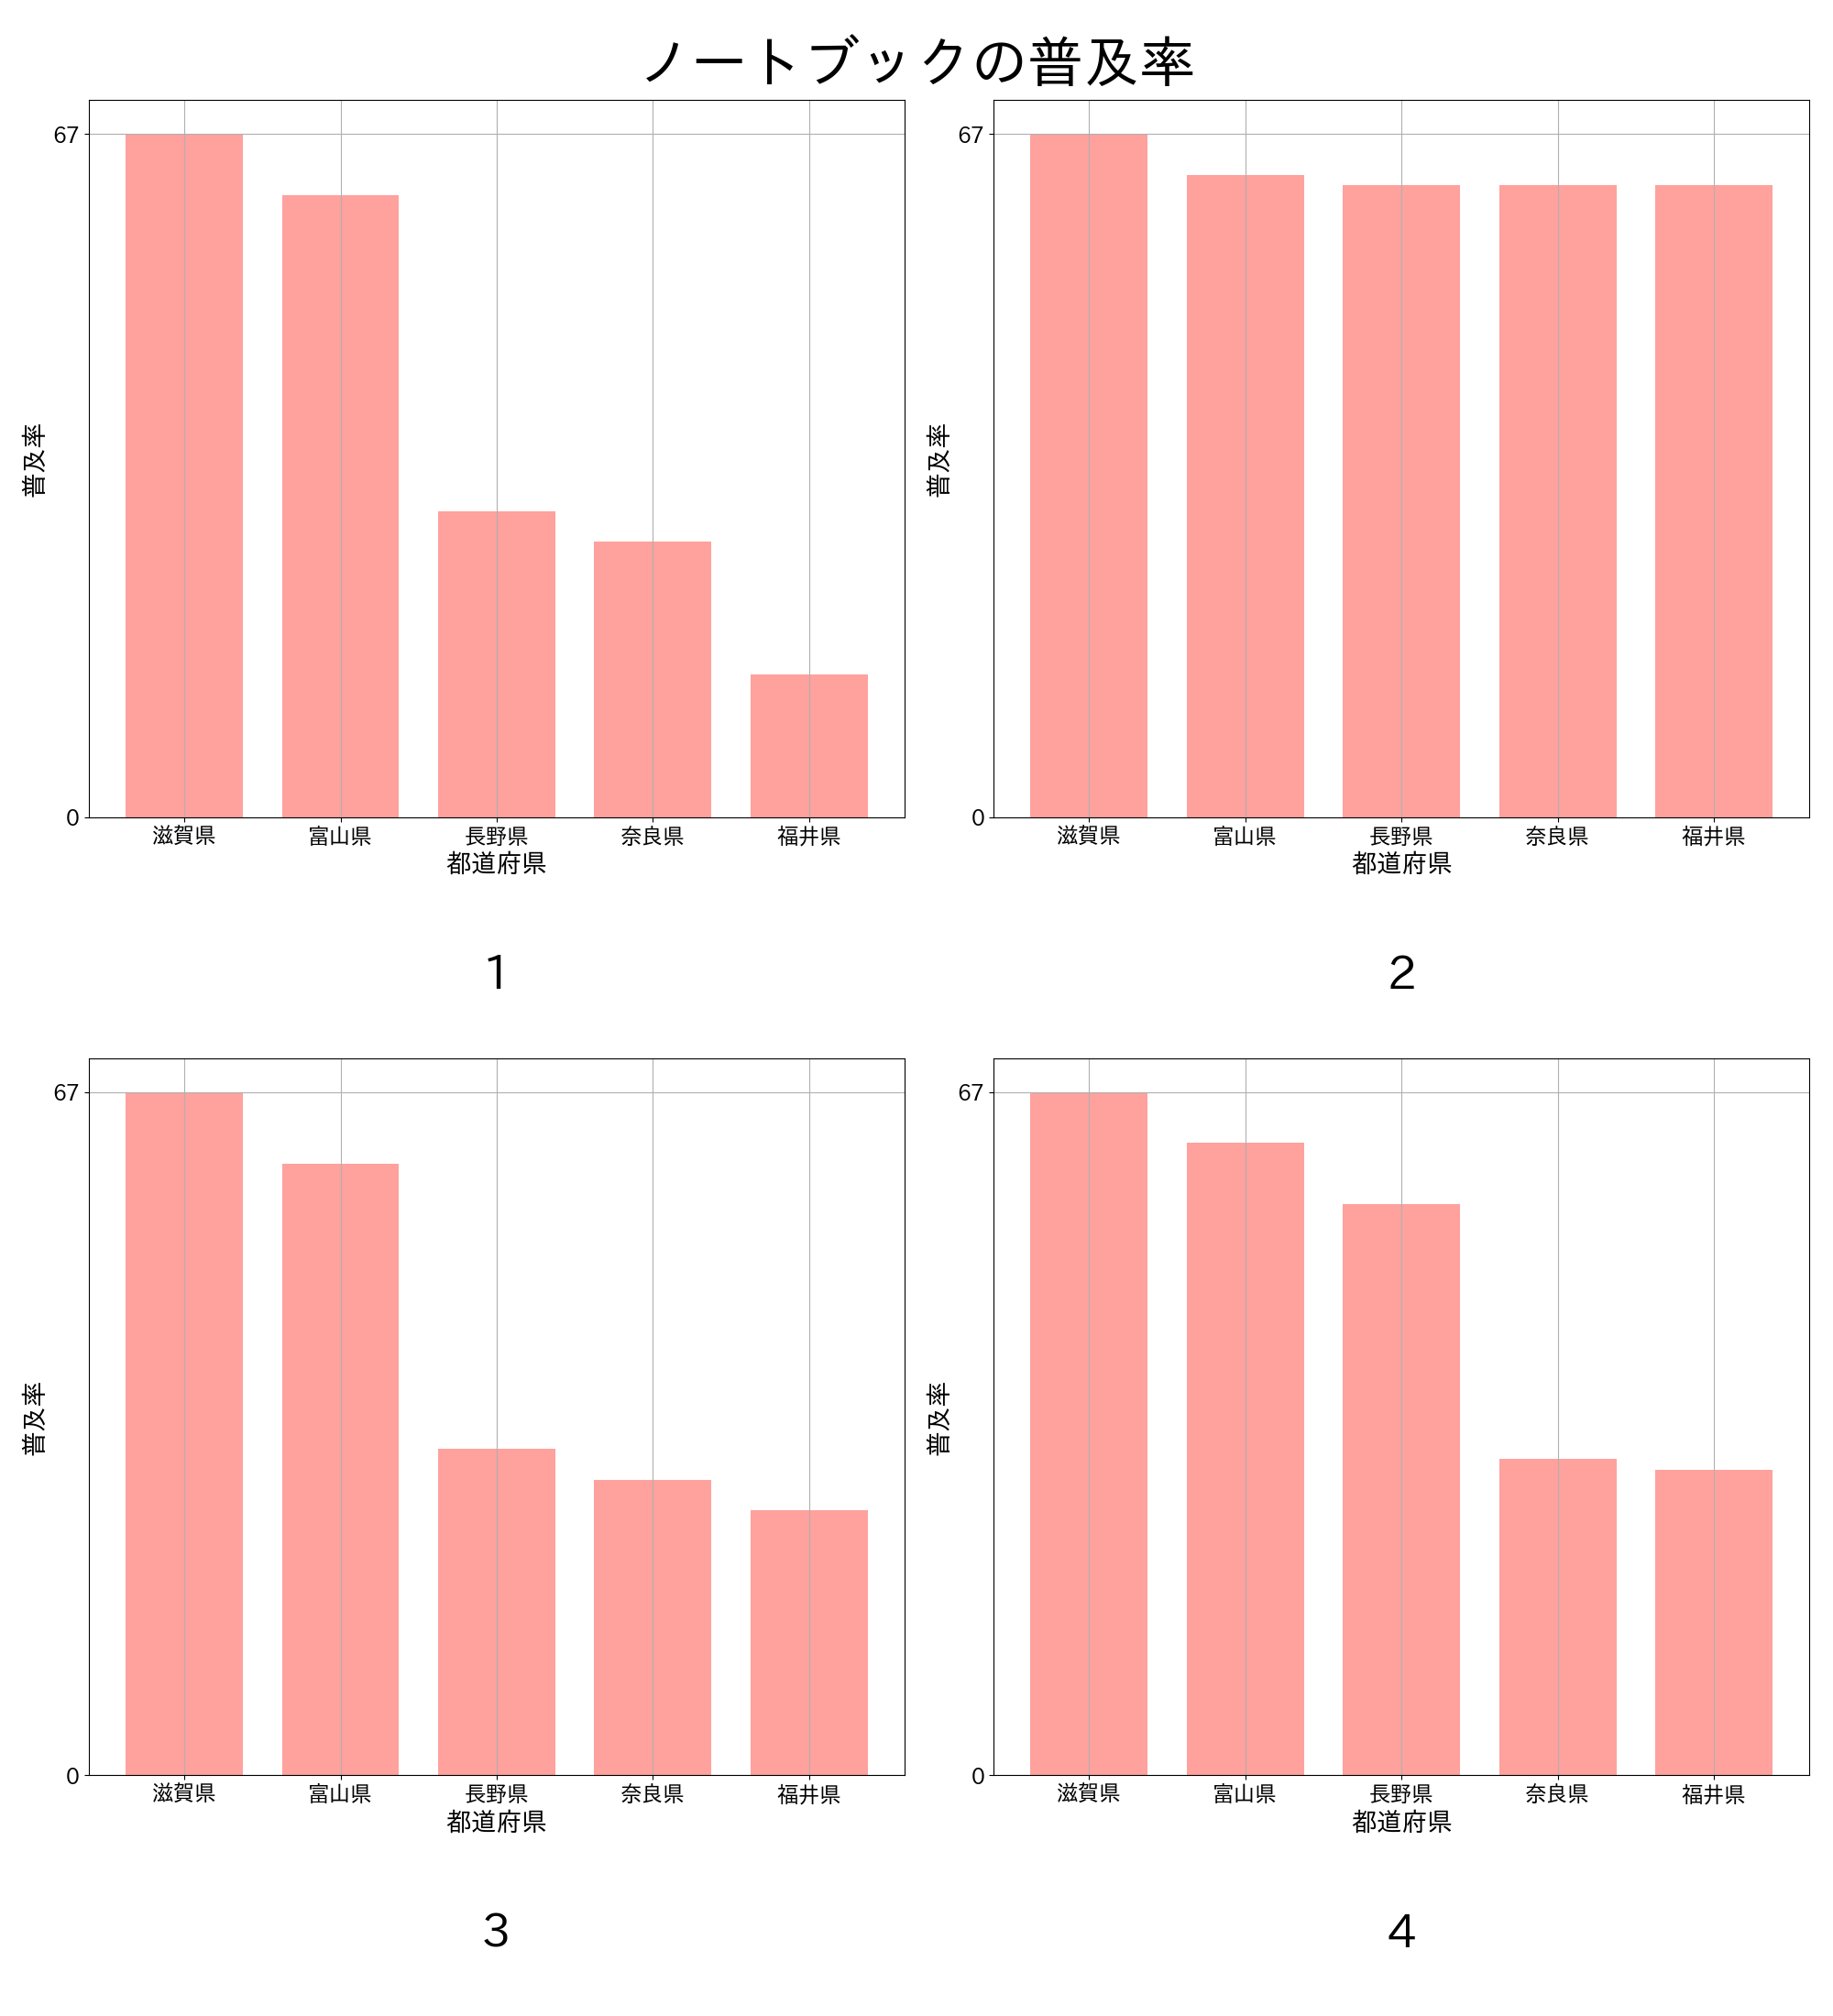 ノートブックの普及率
67
0
普及率
滋賀県 富山県 長野県 奈良県 福井県
都道府県
1
67
0
普及率
滋賀県 富山県 長野県 奈良県 福井県
都道府県
2
67
0
普及率
滋賀県 富山県 長野県 奈良県 福井県
都道府県
3
67
0
普及率
滋賀県 富山県 長野県 奈良県 福井県
都道府県
4